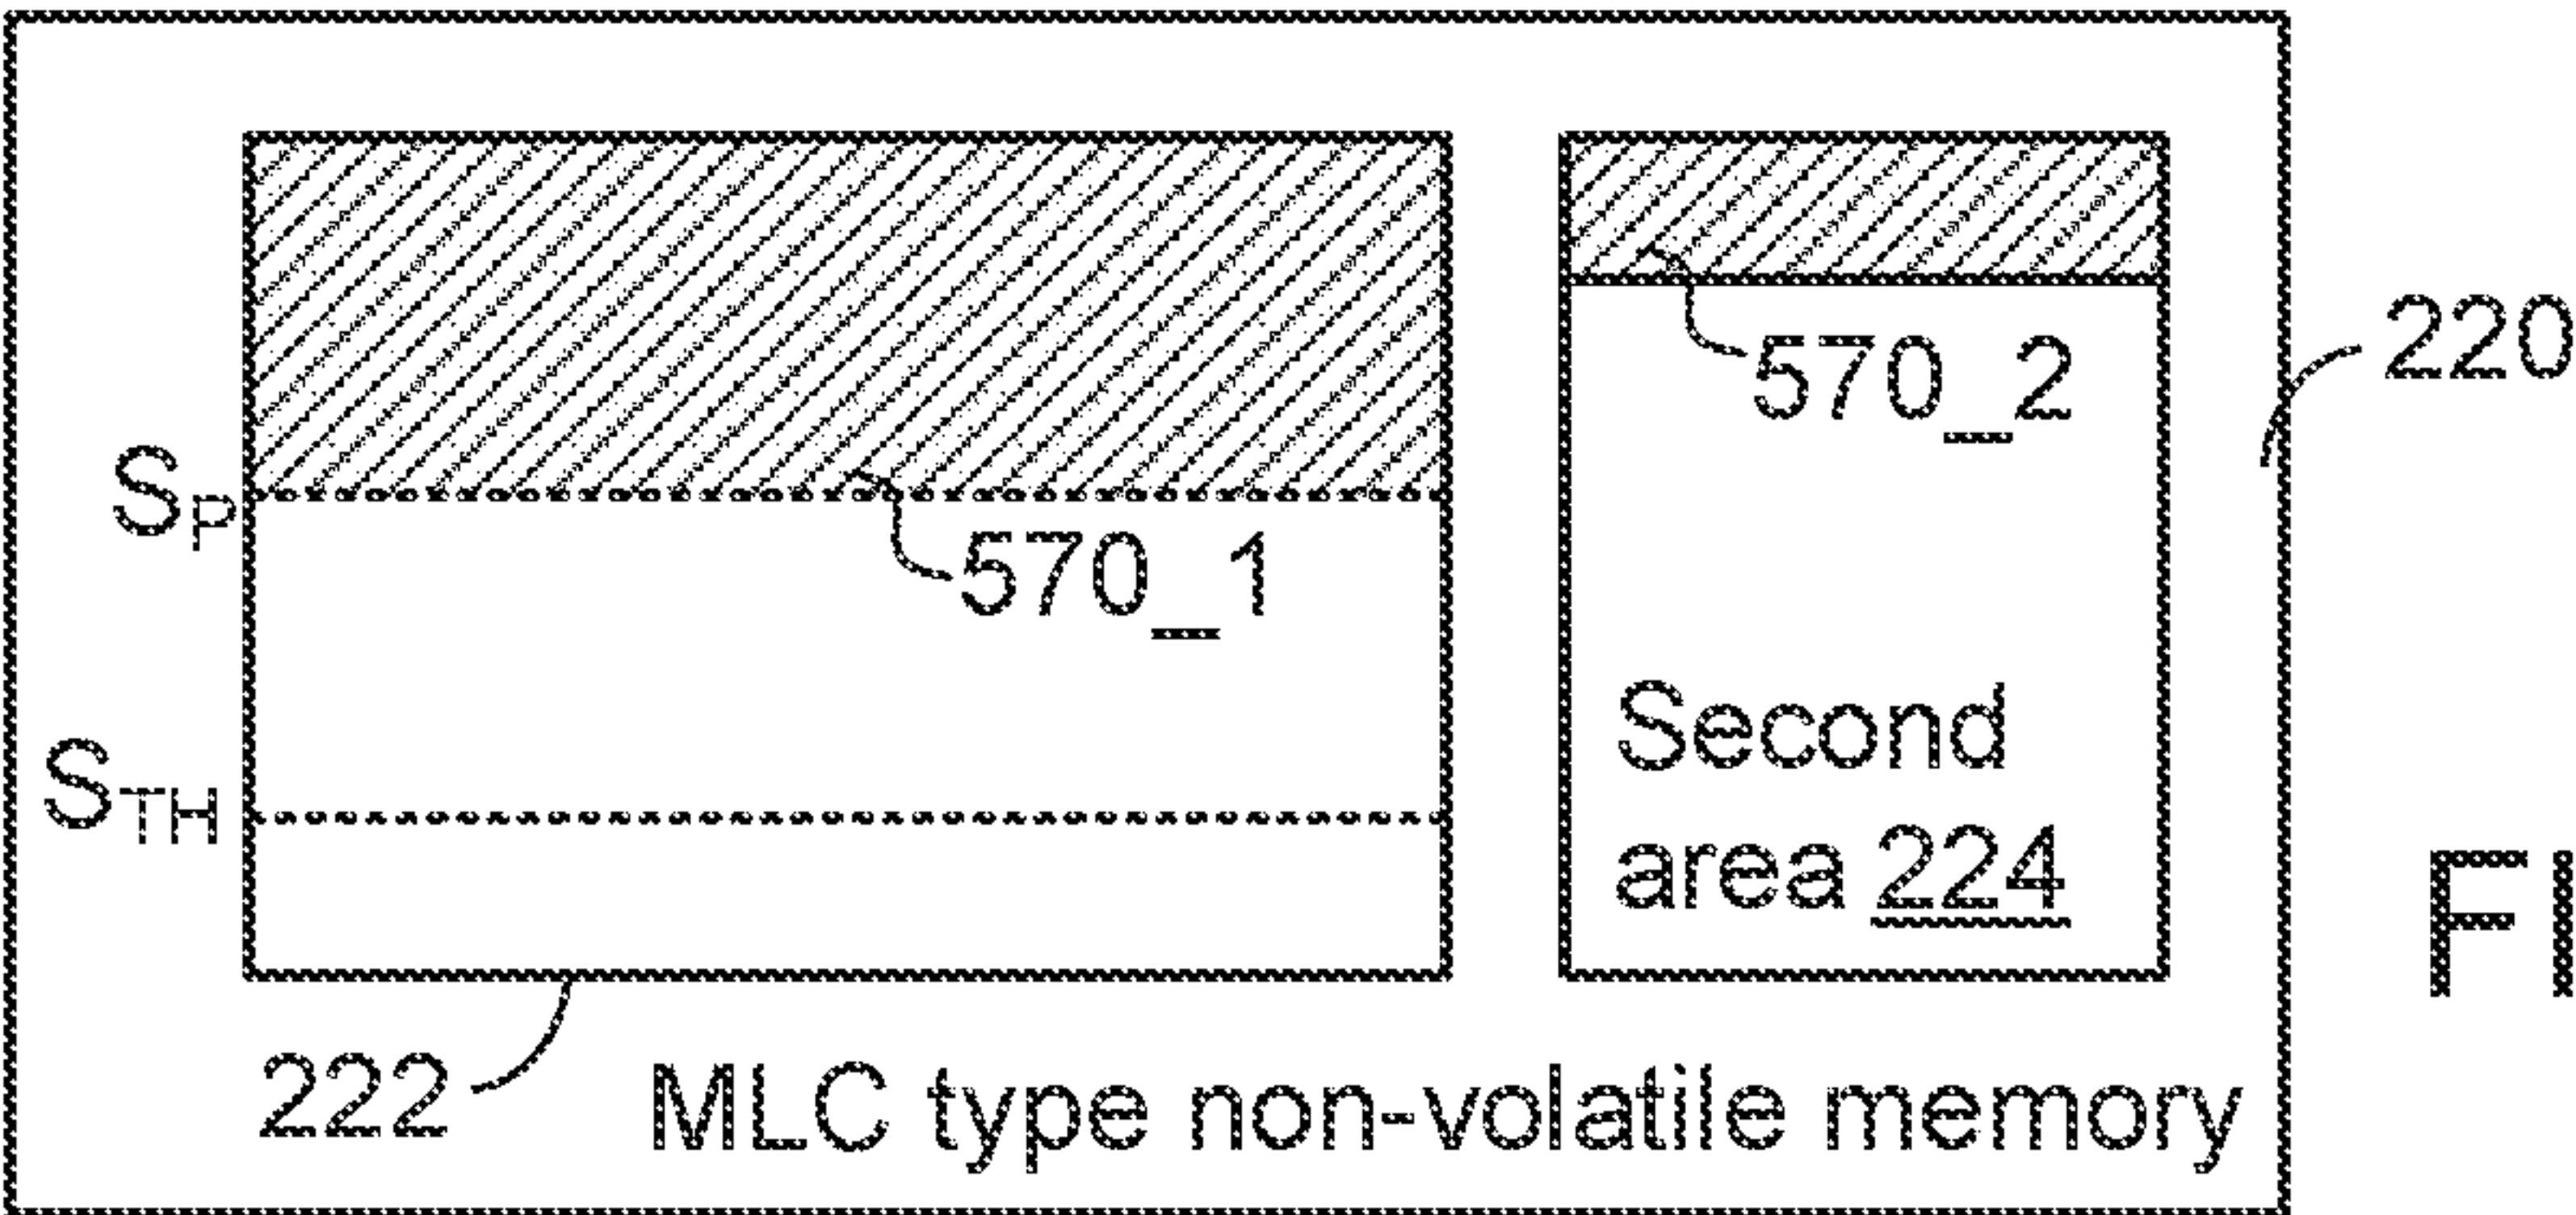 570_2
220
S_P
570_1
Second
area 224
S_TH
FI
222
MLC type non-volatile memory